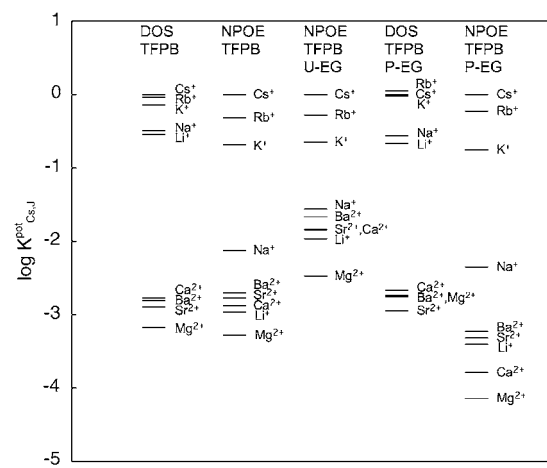 1
0
-1
-2
-3
-4
-5
log K^pot_Cs,J
DOS
TFPB
Cs⁺
Rb⁺
K⁺
Na⁺
Li⁺
Ca²⁺
Ba²⁺
Sr²⁺
Mg²⁺
NPOE
TFPB
Cs⁺
Rb⁺
K⁺
Na⁺
Ba²⁺
Sr²⁺
Ca²⁺
Li⁺
Mg²⁺
NPOE
TFPB
U-EG
Cs⁺
Rb⁺
K⁺
Na⁺
Ba²⁺
Sr²⁺,Ca²⁺
Li⁺
Mg²⁺
DOS
TFPB
P-EG
Rb⁺
Cs⁺
K⁺
Na⁺
Li⁺
Ca²⁺
Ba²⁺,Mg²⁺
Sr²⁺
NPOE
TFPB
P-EG
Cs⁺
Rb⁺
K⁺
Na⁺
Ba²⁺
Sr²⁺
Li⁺
Ca²⁺
Mg²⁺